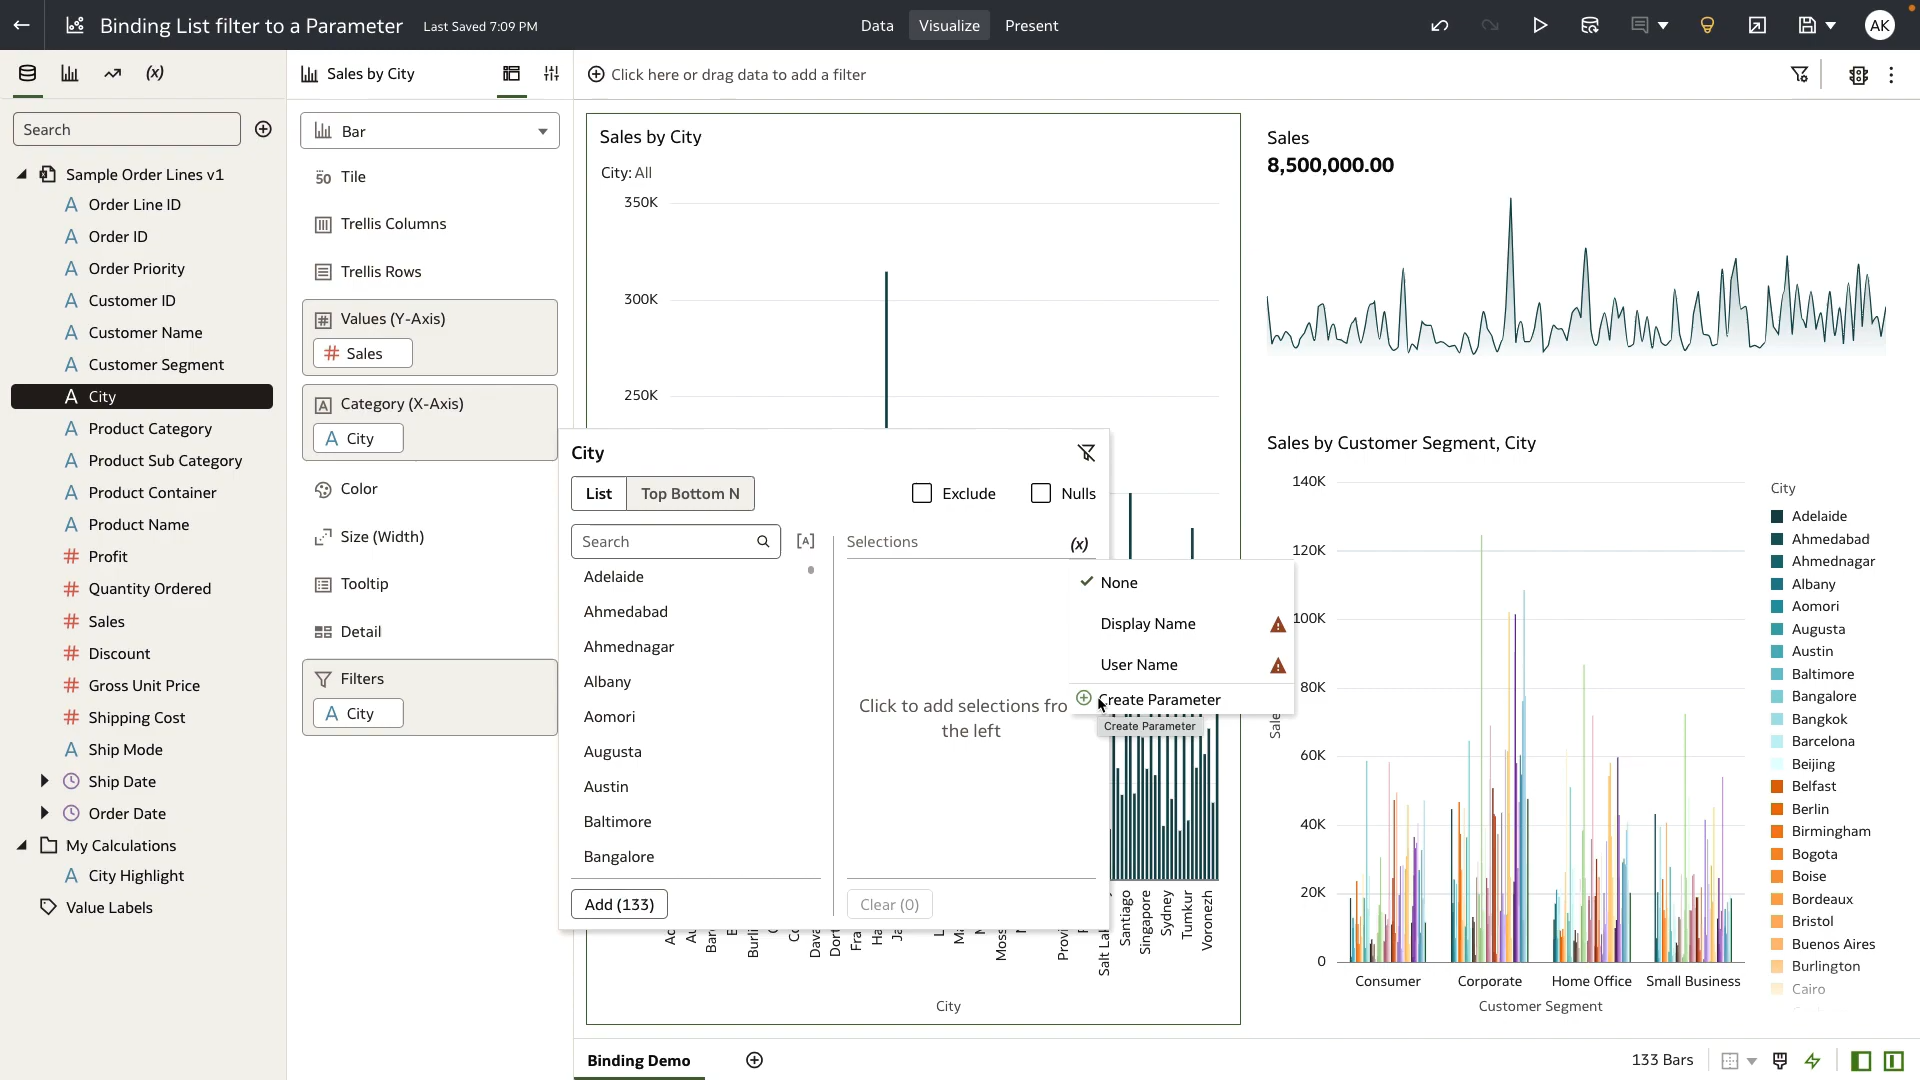 Binding List filter to a Parameter
Last Saved 7:09 PM
Data
Visualize
Present
AK
(x)
Search
Sample Order Lines v1
A Order Line ID
A Order ID
A Order Priority
A Customer ID
A Customer Name
A Customer Segment
A City
A Product Category
A Product Sub Category
A Product Container
A Product Name
# Profit
# Quantity Ordered
# Sales
# Discount
# Gross Unit Price
# Shipping Cost
A Ship Mode
Ship Date
Order Date
My Calculations
A City Highlight
Value Labels
Sales by City
Bar
50 Tile
Trellis Columns
Trellis Rows
# Values (Y-Axis)
# Sales
A Category (X-Axis)
A City
Color
Size (Width)
Tooltip
Detail
Filters
A City
Click here or drag data to add a filter
Sales by City
City: All
350K
300K
250K
City
List
Top Bottom N
Exclude
Nulls
Search
[A]
Selections
(x)
Adelaide
Ahmedabad
Ahmednagar
Albany
Aomori
Augusta
Austin
Baltimore
Bangalore
Click to add selections fro
the left
Add (133)
Clear (0)
None
Display Name
User Name
Create Parameter
Create Parameter
Santiago
Singapore
Sydney
Tumkur
Voronezh
City
Sales
8,500,000.00
Sales by Customer Segment, City
140K
120K
100K
80K
60K
40K
20K
0
Sale
Consumer
Corporate
Home Office
Small Business
Customer Segment
City
Adelaide
Ahmedabad
Ahmednagar
Albany
Aomori
Augusta
Austin
Baltimore
Bangalore
Bangkok
Barcelona
Beijing
Belfast
Berlin
Birmingham
Bogota
Boise
Bordeaux
Bristol
Buenos Aires
Burlington
Cairo
Binding Demo
133 Bars